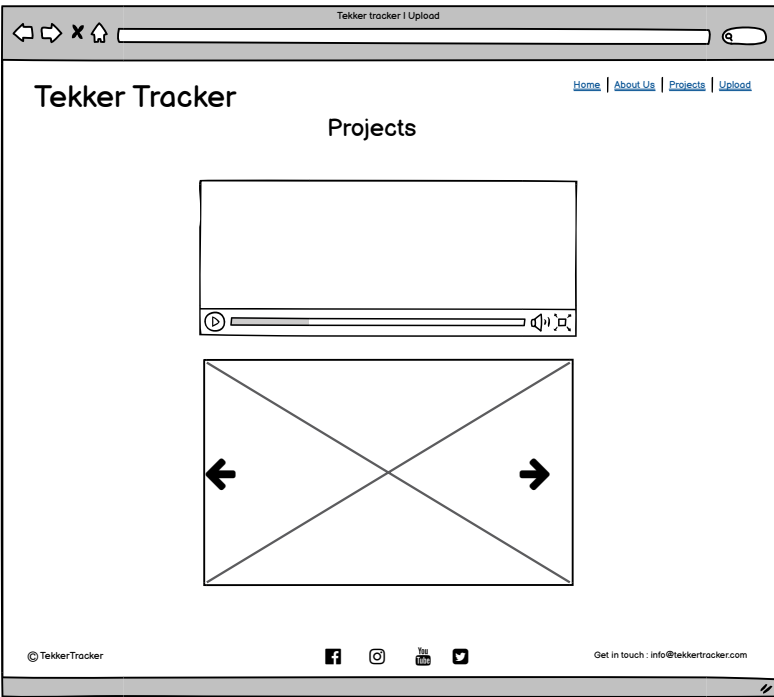 Tekker tracker | Upload
Tekker Tracker
Home | About Us | Projects | Upload
Projects
© TekkerTracker
You
Tube
Get in touch : info@tekkertracker.com